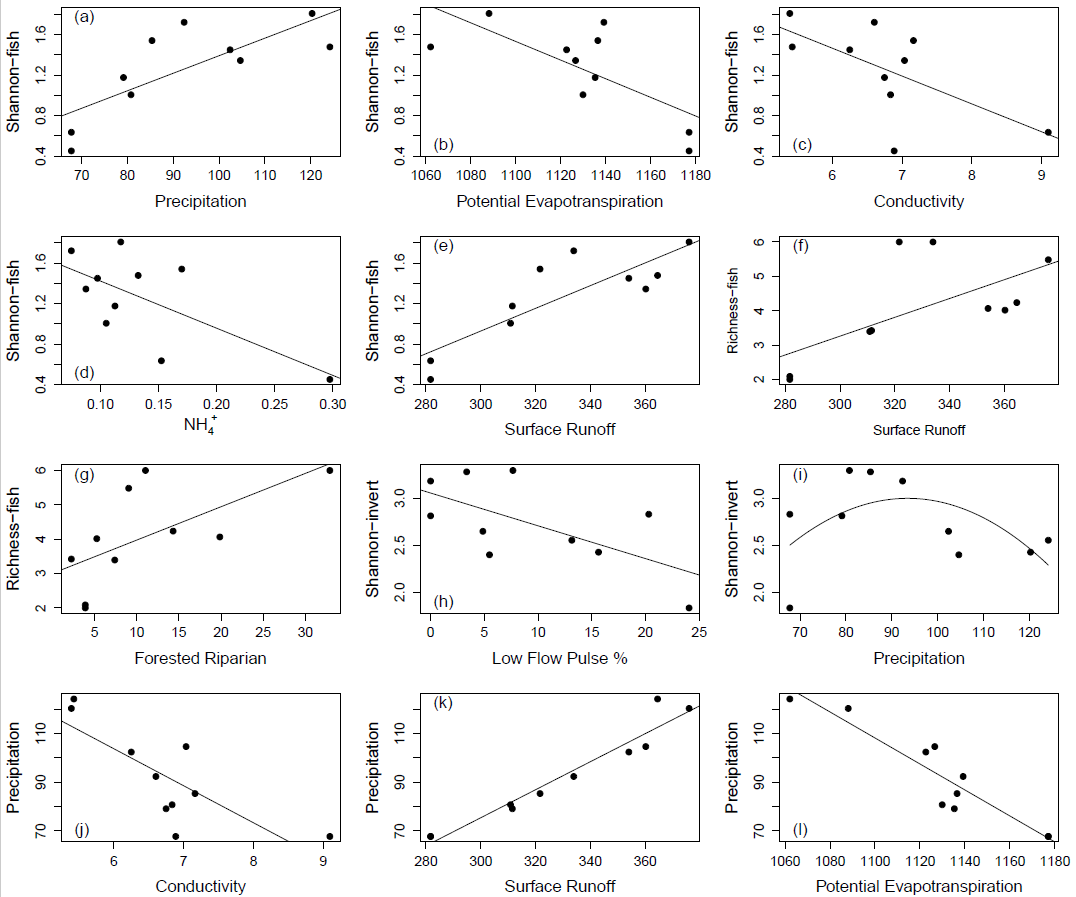 (a)
Shannon−fish
0.4 0.8 1.2 1.6
70 80 90 100 110 120
Precipitation
(b)
Shannon−fish
0.4 0.8 1.2 1.6
1060 1080 1100 1120 1140 1160 1180
Potential Evapotranspiration
(c)
Shannon−fish
0.4 0.8 1.2 1.6
6 7 8 9
Conductivity
(d)
Shannon−fish
0.4 0.8 1.2 1.6
0.10 0.15 0.20 0.25 0.30
NH4+
(e)
Shannon−fish
0.4 0.8 1.2 1.6
280 300 320 340 360
Surface Runoff
(f)
Richness−fish
2 3 4 5 6
280 300 320 340 360
Surface Runoff
(g)
Richness−fish
2 3 4 5 6
5 10 15 20 25 30
Forested Riparian
(h)
Shannon−invert
2.0 2.5 3.0
0 5 10 15 20 25
Low Flow Pulse %
(i)
Shannon−invert
2.0 2.5 3.0
70 80 90 100 110 120
Precipitation
(j)
Precipitation
70 90 110
6 7 8 9
Conductivity
(k)
Precipitation
70 90 110
280 300 320 340 360
Surface Runoff
(l)
Precipitation
70 90 110
1060 1080 1100 1120 1140 1160 1180
Potential Evapotranspiration